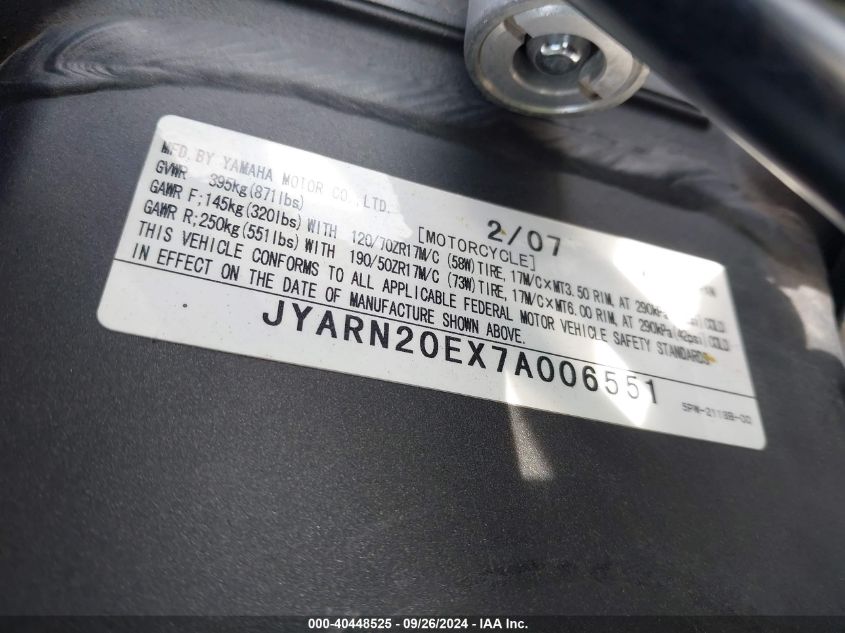 MFD. BY YAMAHA MOTOR CO.,LTD. 2/07
GVWR 395kg(871lbs) [MOTORCYCLE]
GAWR F;145kg(320lbs) WITH 120/70ZR17M/C (58W)TIRE, 17M/C×MT3.50 RIM, AT 290kPa COLD
GAWR R;250kg(551lbs) WITH 190/50ZR17M/C (73W)TIRE, 17M/C×MT6.00 RIM, AT 290kPa(42psi)COLD
THIS VEHICLE CONFORMS TO ALL APPLICABLE FEDERAL MOTOR VEHICLE SAFETY STANDARDS
IN EFFECT ON THE DATE OF MANUFACTURE SHOWN ABOVE.
JYARN20EX7A006551
5PW-2118B-00
000-40448525 - 09/26/2024 - IAA Inc.